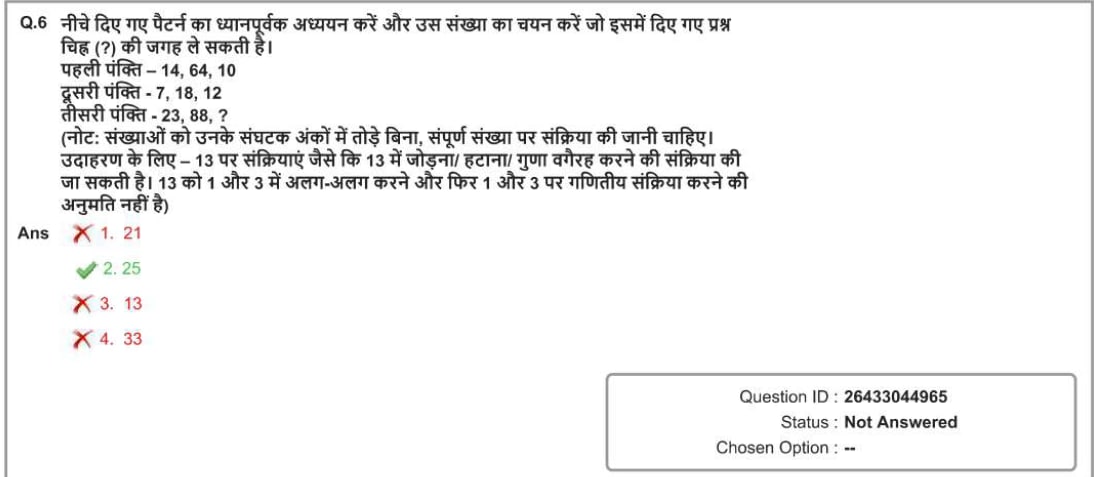 Q.6 नीचे दिए गए पैटर्न का ध्यानपूर्वक अध्ययन करें और उस संख्या का चयन करें जो इसमें दिए गए प्रश्न
चिह्न (?) की जगह ले सकती है।
पहली पंक्ति – 14, 64, 10
दूसरी पंक्ति - 7, 18, 12
तीसरी पंक्ति - 23, 88, ?
(नोट: संख्याओं को उनके संघटक अंकों में तोड़े बिना, संपूर्ण संख्या पर संक्रिया की जानी चाहिए।
उदाहरण के लिए – 13 पर संक्रियाएं जैसे कि 13 में जोड़ना/ हटाना/ गुणा वगैरह करने की संक्रिया की
जा सकती है। 13 को 1 और 3 में अलग-अलग करने और फिर 1 और 3 पर गणितीय संक्रिया करने की
अनुमति नहीं है)
Ans 1. 21
2. 25
3. 13
4. 33
Question ID : 26433044965
Status : Not Answered
Chosen Option : --